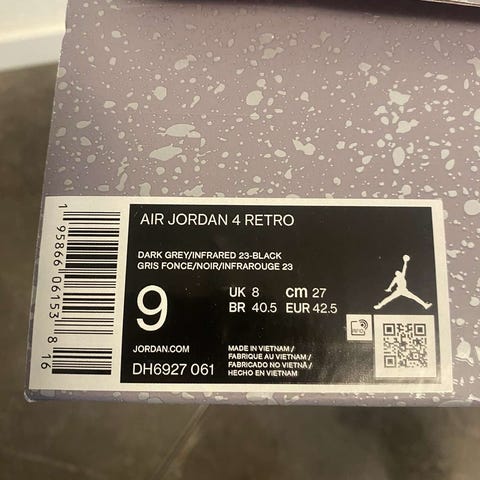 AIR JORDAN 4 RETRO
DARK GREY/INFRARED 23-BLACK
GRIS FONCE/NOIR/INFRAROUGE 23
9
UK 8 cm 27
BR 40.5 EUR 42.5
JORDAN.COM
DH6927 061
MADE IN VIETNAM /
FABRIQUE AU VIETNAM /
FABRICADO NO VIETNÃ /
HECHO EN VIETNAM
RFID
1 95866 06153 8 16